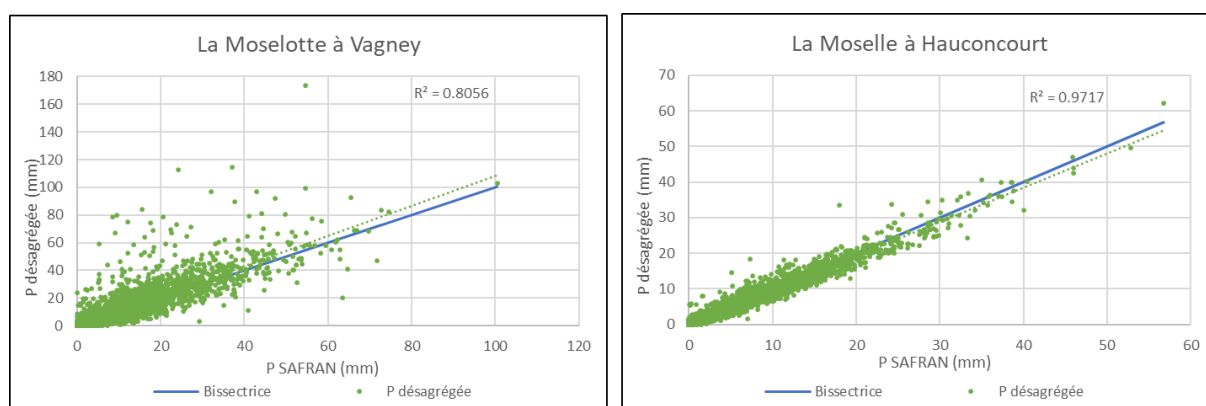 La Moselotte à Vagney
180
160
140
120
100
80
60
40
20
0
P désagrégée (mm)
R² = 0.8056
0 20 40 60 80 100 120
P SAFRAN (mm)
Bissectrice P désagrégée
La Moselle à Hauconcourt
70
60
50
40
30
20
10
0
P désagrégée (mm)
R² = 0.9717
0 10 20 30 40 50 60
P SAFRAN (mm)
Bissectrice P désagrégée